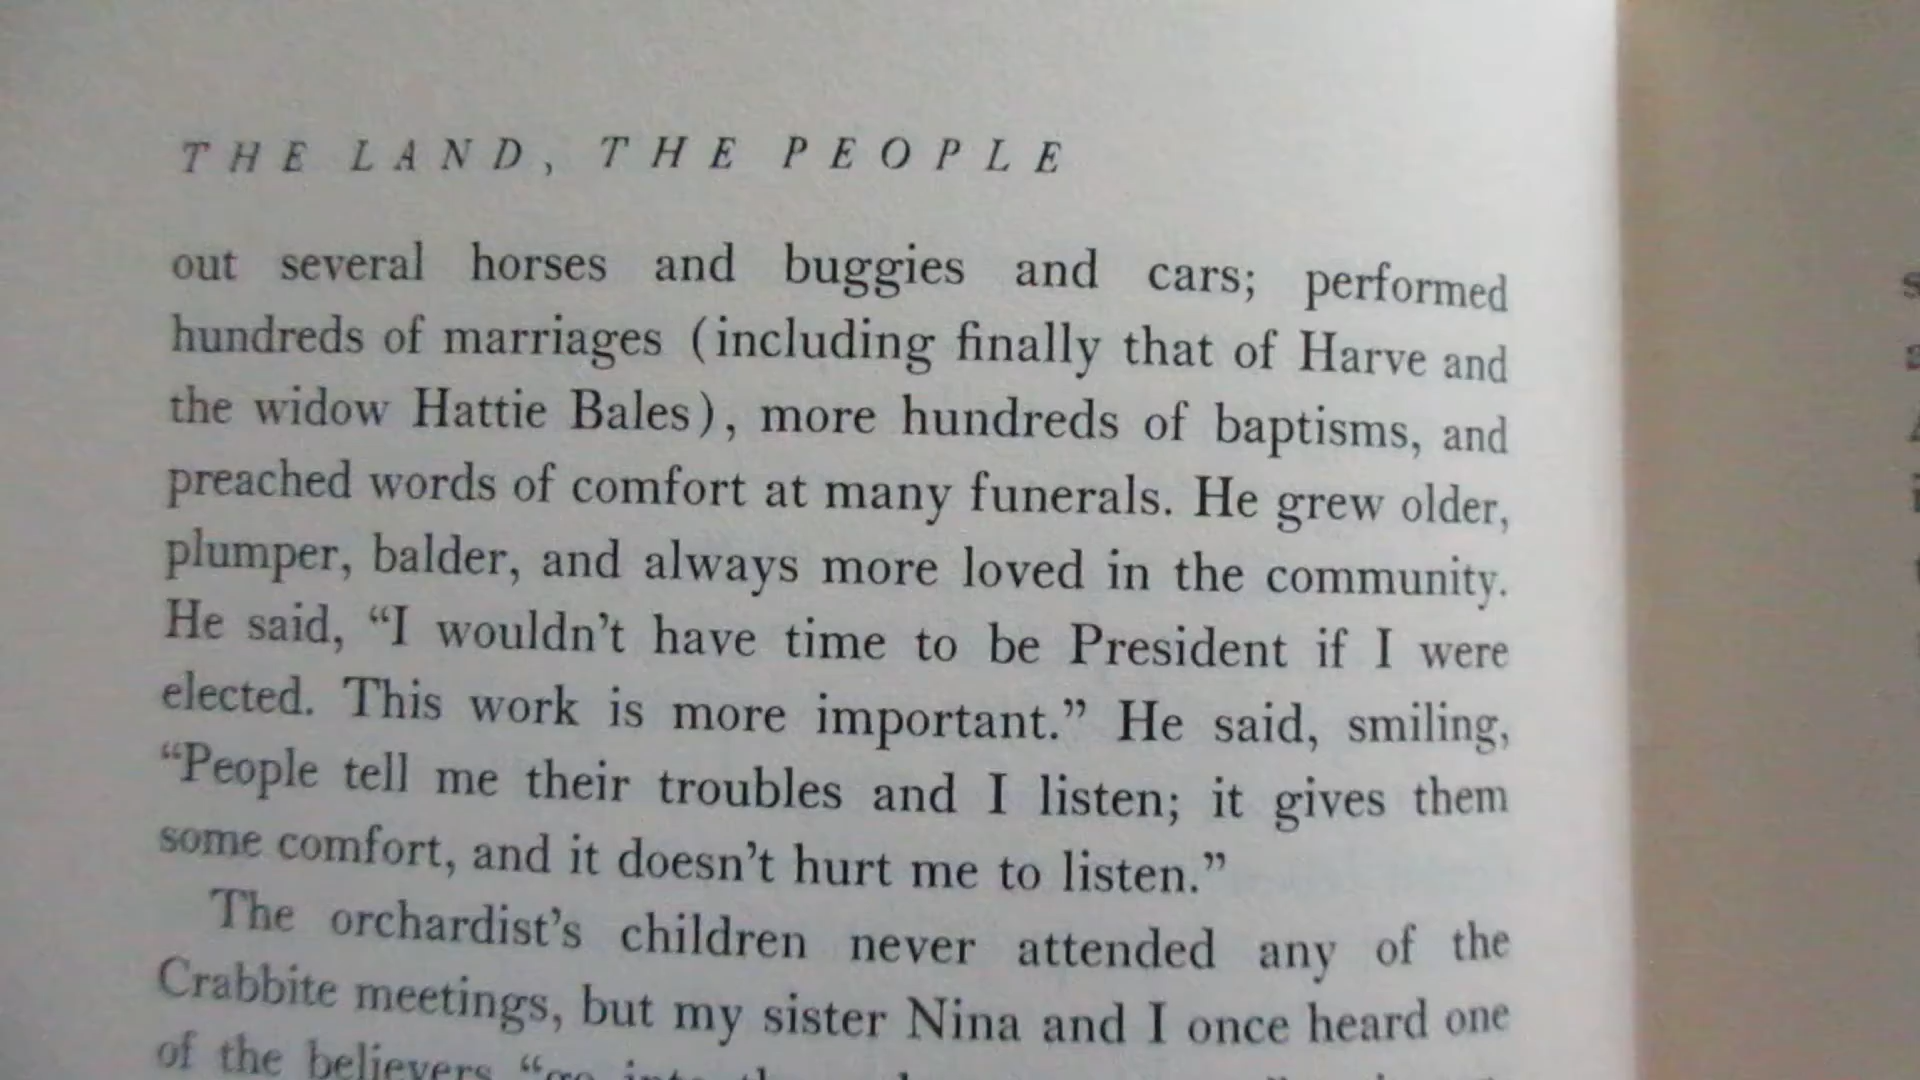 THE LAND, THE PEOPLE
out several horses and buggies and cars; performed
hundreds of marriages (including finally that of Harve and
the widow Hattie Bales), more hundreds of baptisms, and
preached words of comfort at many funerals. He grew older,
plumper, balder, and always more loved in the community.
He said, “I wouldn’t have time to be President if I were
elected. This work is more important.” He said, smiling,
“People tell me their troubles and I listen; it gives them
some comfort, and it doesn’t hurt me to listen.”
The orchardist’s children never attended any of the
Crabbite meetings, but my sister Nina and I once heard one
of the believers